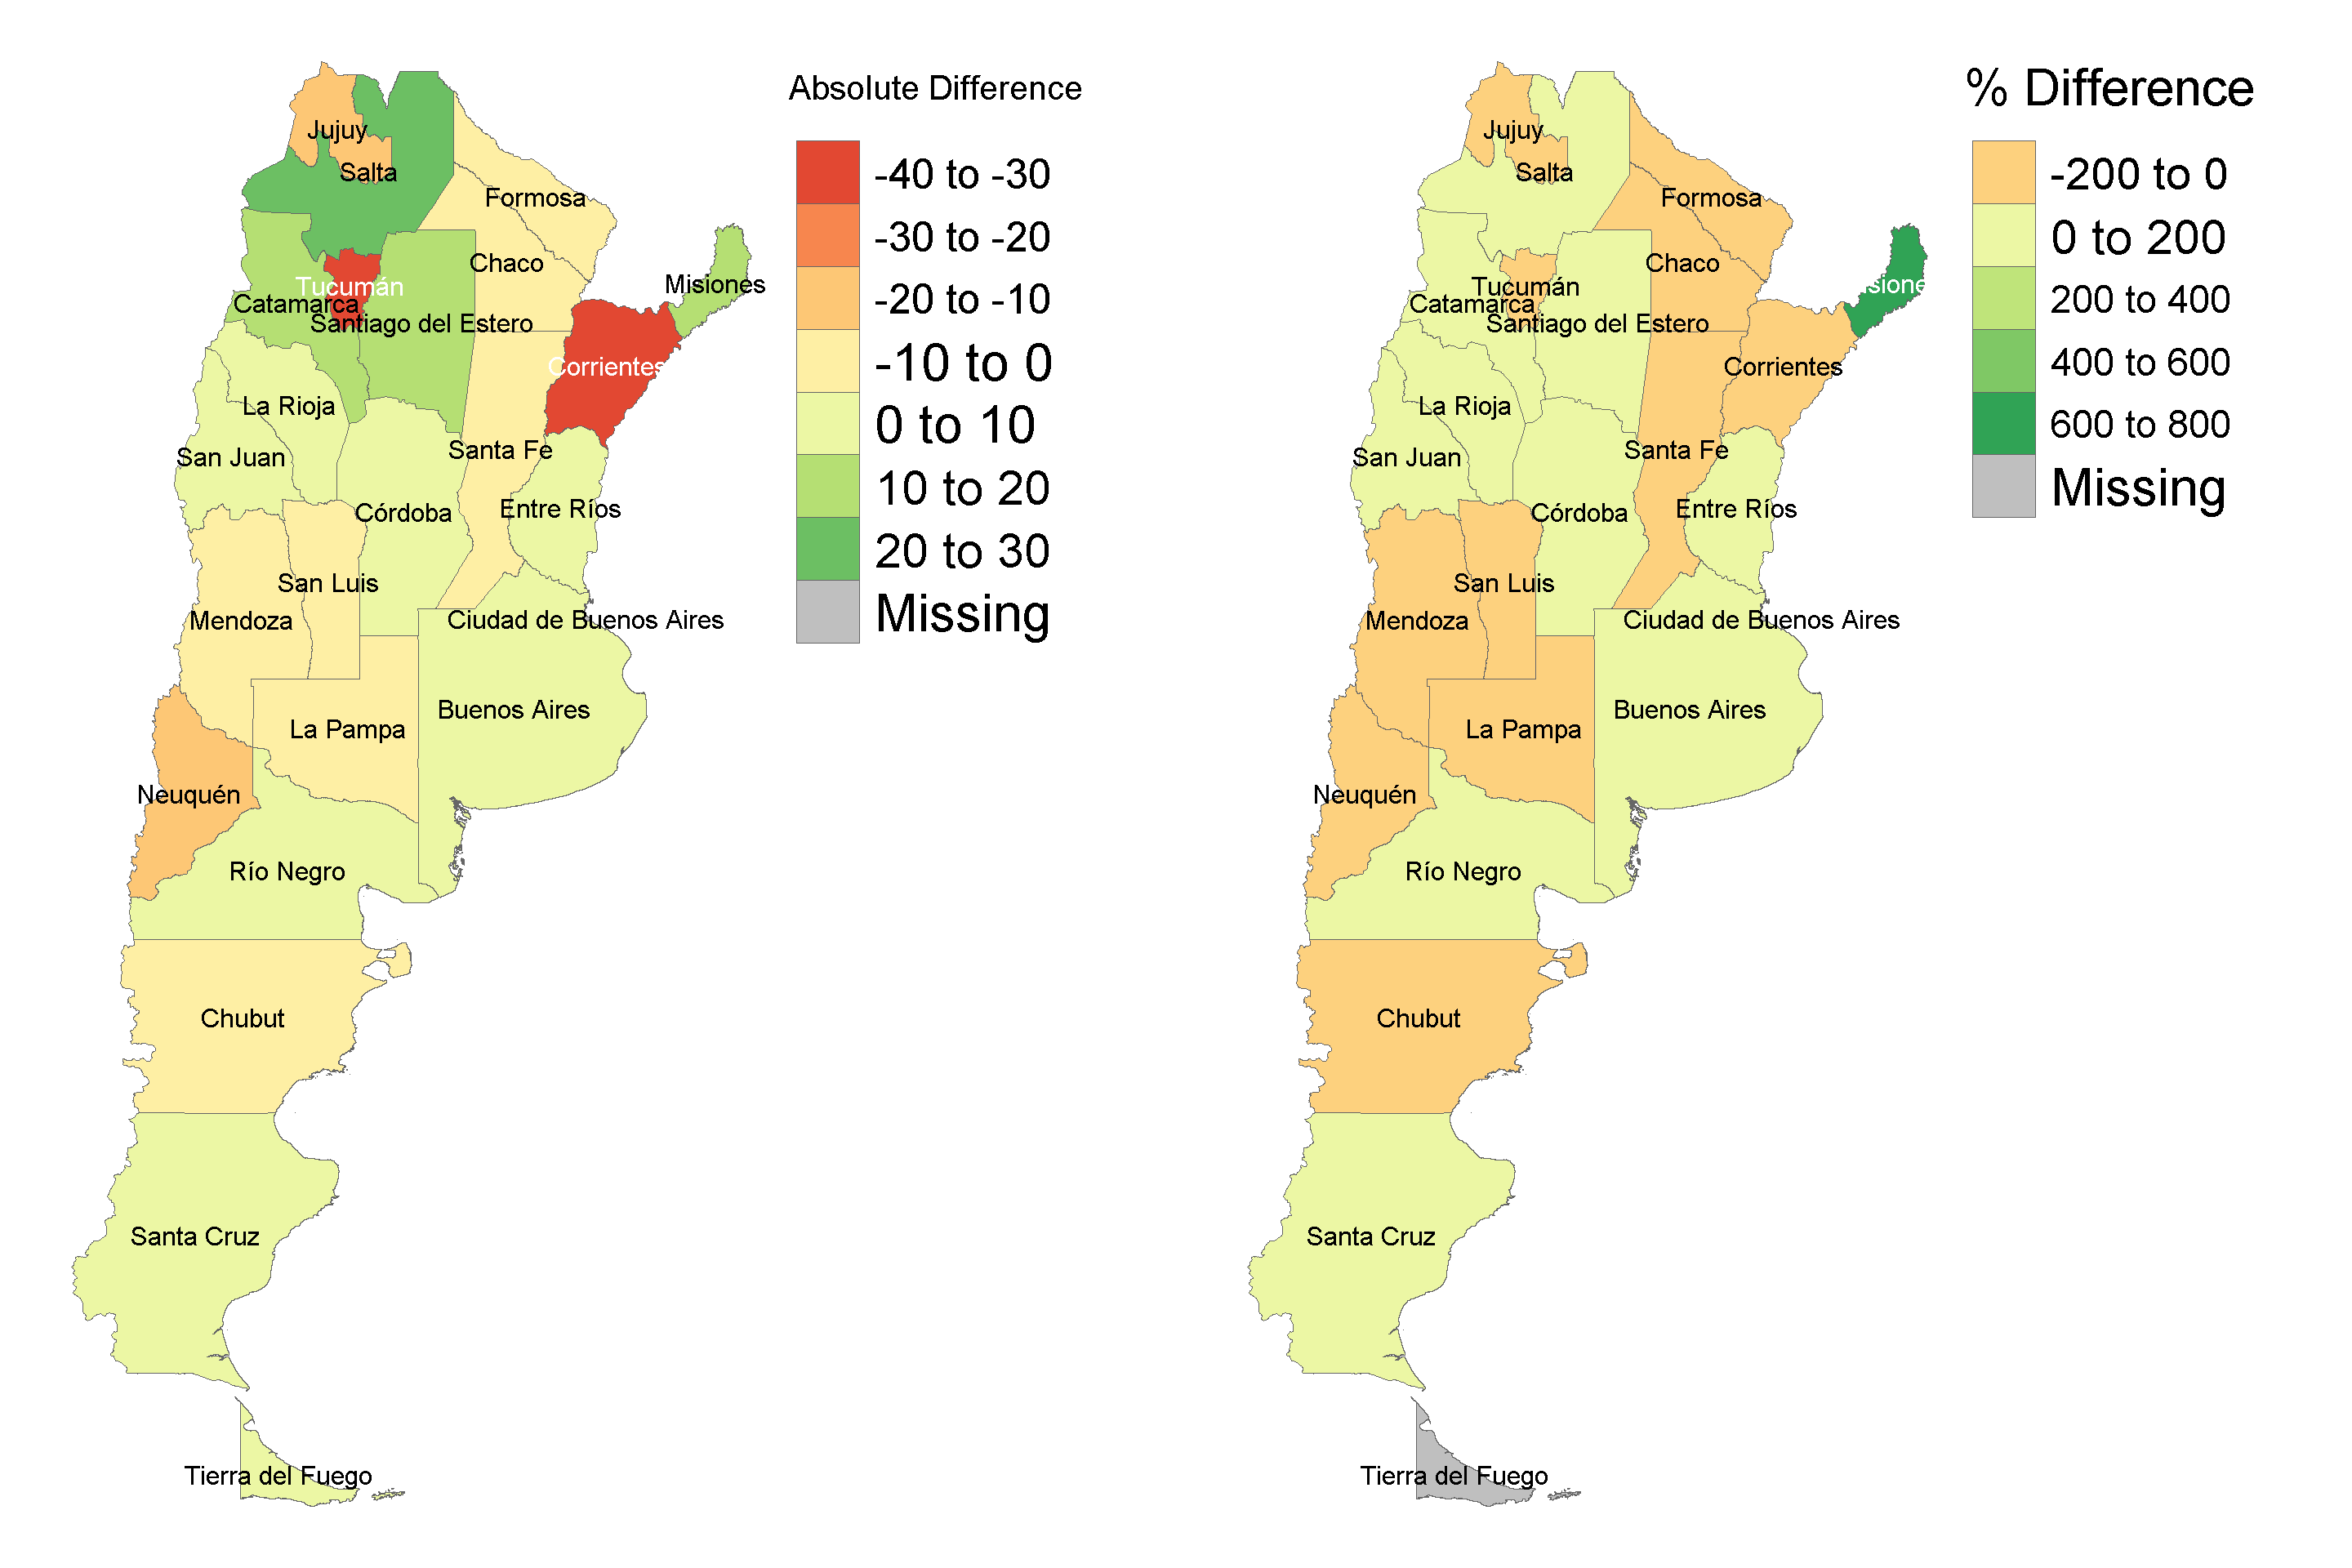 Absolute Difference
-40 to -30
-30 to -20
-20 to -10
-10 to 0
0 to 10
10 to 20
20 to 30
Missing
Jujuy
Salta
Formosa
Chaco
Misiones
Tucumán
Catamarca
Santiago del Estero
Corrientes
La Rioja
Santa Fe
San Juan
Entre Ríos
Córdoba
San Luis
Mendoza
Ciudad de Buenos Aires
Buenos Aires
La Pampa
Neuquén
Río Negro
Chubut
Santa Cruz
Tierra del Fuego
% Difference
-200 to 0
0 to 200
200 to 400
400 to 600
600 to 800
Missing
Jujuy
Salta
Formosa
Chaco
isione
Tucumán
Catamarca
Santiago del Estero
Corrientes
La Rioja
Santa Fe
San Juan
Entre Ríos
Córdoba
San Luis
Mendoza
Ciudad de Buenos Aires
Buenos Aires
La Pampa
Neuquén
Río Negro
Chubut
Santa Cruz
Tierra del Fuego